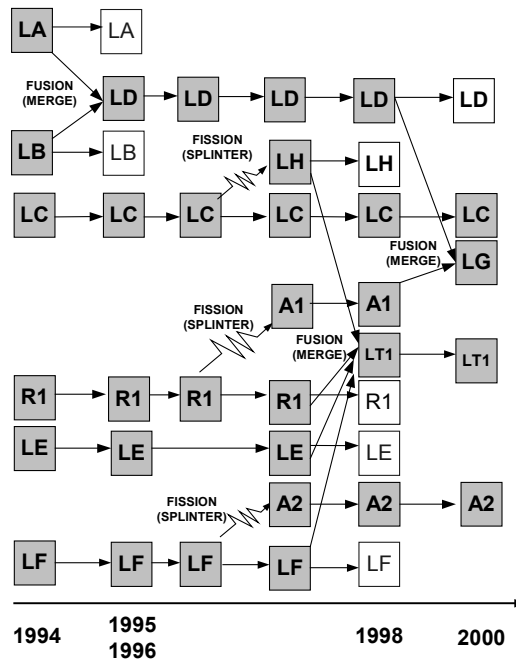 LA LA
FUSION
(MERGE)
LD LD LD LD LD
LB LB
FISSION
(SPLINTER)
LH LH
LC LC LC LC LC LC
FUSION
(MERGE)
LG
FISSION
(SPLINTER)
A1 A1
FUSION
(MERGE)
LT1 LT1
R1 R1 R1 R1 R1
LE LE LE LE
FISSION
(SPLINTER)
A2 A2 A2
LF LF LF LF LF
1994 1995 1998 2000
1996